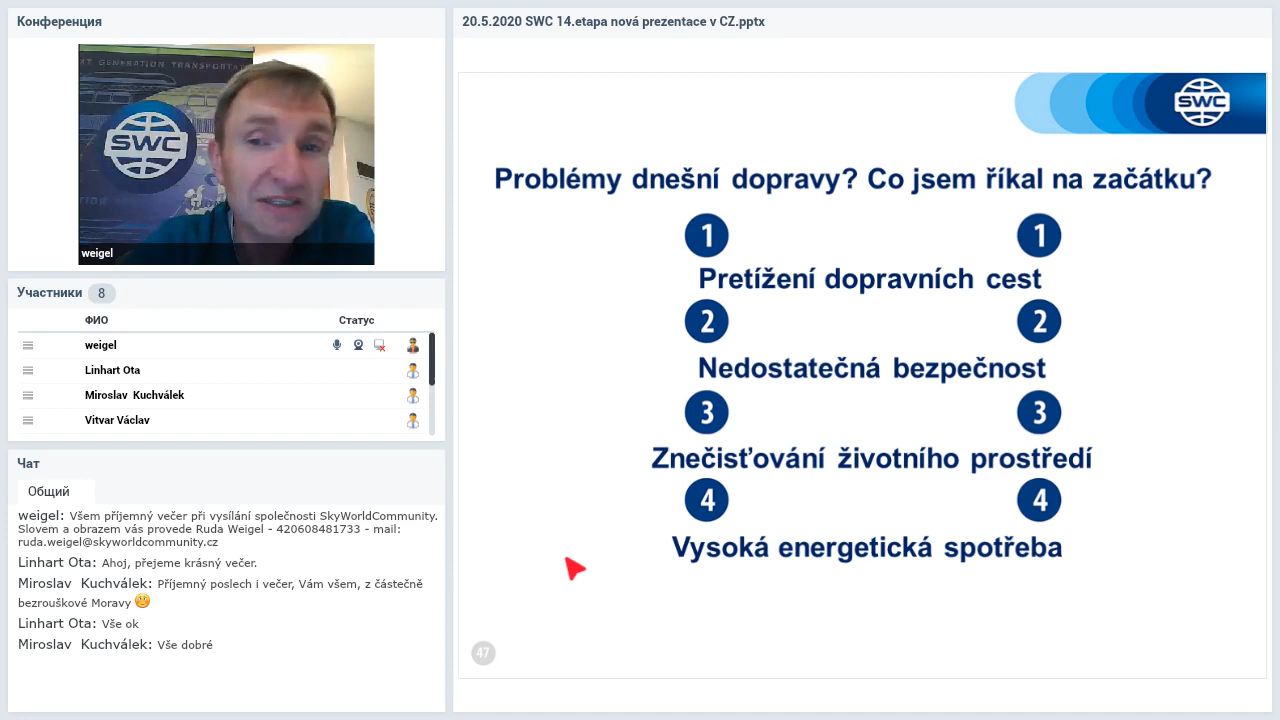 Конференция
XT GENERATION TRANSPORTAT
SWC
weigel
Участники 8
ФИО Статус
weigel
Linhart Ota
Miroslav Kuchválek
Vitvar Václav
Чат
Общий
weigel: Všem příjemný večer při vysílání společnosti SkyWorldCommunity.
Slovem a obrazem vás provede Ruda Weigel - 420608481733 - mail:
ruda.weigel@skyworldcommunity.cz
Linhart Ota: Ahoj, přejeme krásný večer.
Miroslav Kuchválek: Příjemný poslech i večer, Vám všem, z částečně
bezrouškové Moravy
Linhart Ota: Vše ok
Miroslav Kuchválek: Vše dobré
20.5.2020 SWC 14.etapa nová prezentace v CZ.pptx
SWC
Problémy dnešní dopravy? Co jsem říkal na začátku?
1 1
Pretížení dopravních cest
2 2
Nedostatečná bezpečnost
3 3
Znečisťování životního prostředí
4 4
Vysoká energetická spotřeba
47